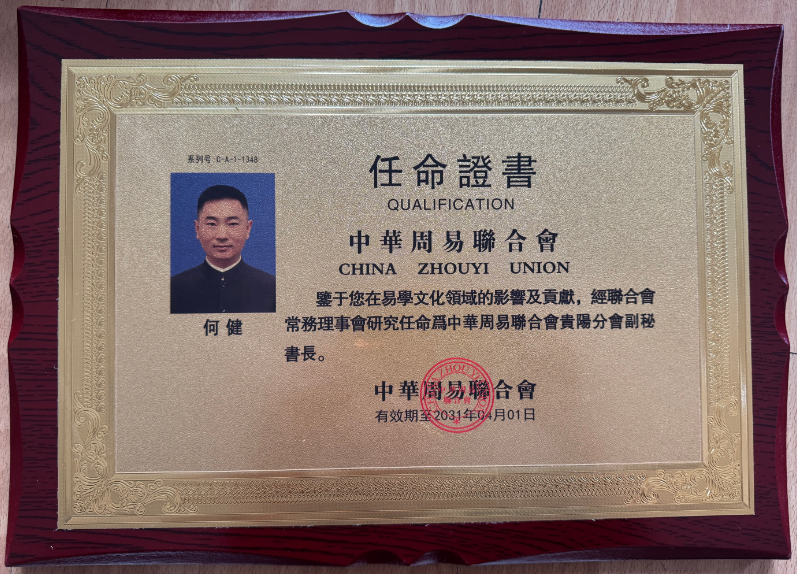 系列号 C-A-1-1348
任命證書
QUALIFICATION
中華周易聯合會
CHINA ZHOUYI UNION
鑒于您在易學文化領域的影響及貢獻，經聯合會
常務理事會研究任命爲中華周易聯合會貴陽分會副秘
書長。
何健
中華周易聯合會
有效期至2031年04月01日